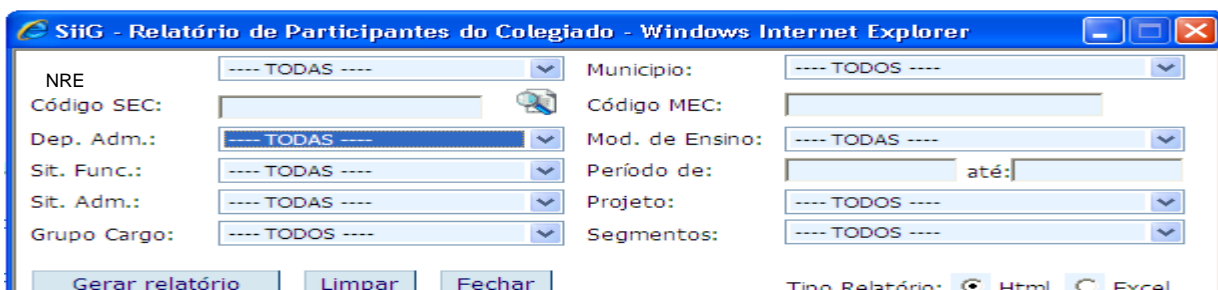 SiiG - Relatório de Participantes do Colegiado - Windows Internet Explorer
NRE ---- TODAS ---- Municipio: ---- TODOS ----
Código SEC: Código MEC:
Dep. Adm.: ---- TODAS ---- Mod. de Ensino: ---- TODAS ----
Sit. Func.: ---- TODAS ---- Período de: até:
Sit. Adm.: ---- TODAS ---- Projeto: ---- TODOS ----
Grupo Cargo: ---- TODOS ---- Segmentos: ---- TODOS ----
Gerar relatório Limpar Fechar Tipo Relatório: Html Excel